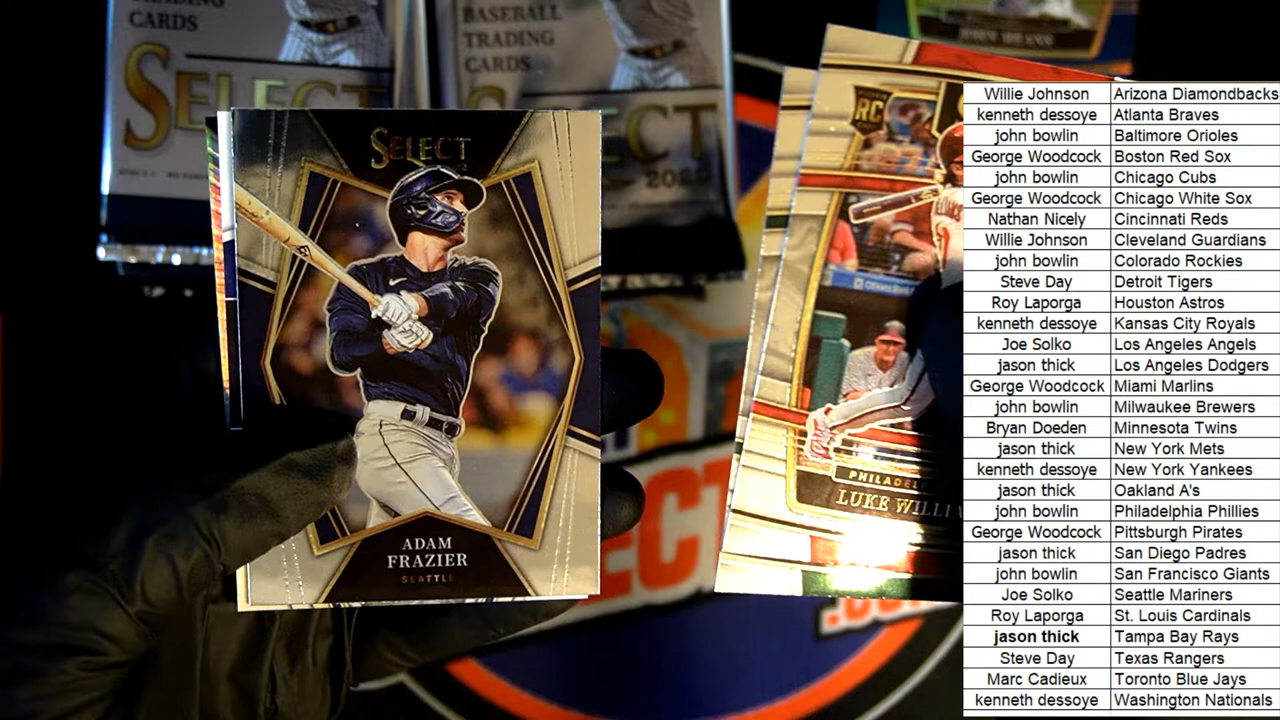 TRADING
CARDS
SELECT
BASEBALL
TRADING
CARDS
RC
SELECT
ADAM
FRAZIER
SEATTLE
LUKE
Willie Johnson Arizona Diamondbacks
kenneth dessoye Atlanta Braves
john bowlin Baltimore Orioles
George Woodcock Boston Red Sox
john bowlin Chicago Cubs
George Woodcock Chicago White Sox
Nathan Nicely Cincinnati Reds
Willie Johnson Cleveland Guardians
john bowlin Colorado Rockies
Steve Day Detroit Tigers
Roy Laporga Houston Astros
kenneth dessoye Kansas City Royals
Joe Solko Los Angeles Angels
jason thick Los Angeles Dodgers
George Woodcock Miami Marlins
john bowlin Milwaukee Brewers
Bryan Doeden Minnesota Twins
jason thick New York Mets
kenneth dessoye New York Yankees
jason thick Oakland A's
john bowlin Philadelphia Phillies
George Woodcock Pittsburgh Pirates
jason thick San Diego Padres
john bowlin San Francisco Giants
Joe Solko Seattle Mariners
Roy Laporga St. Louis Cardinals
jason thick Tampa Bay Rays
Steve Day Texas Rangers
Marc Cadieux Toronto Blue Jays
kenneth dessoye Washington Nationals